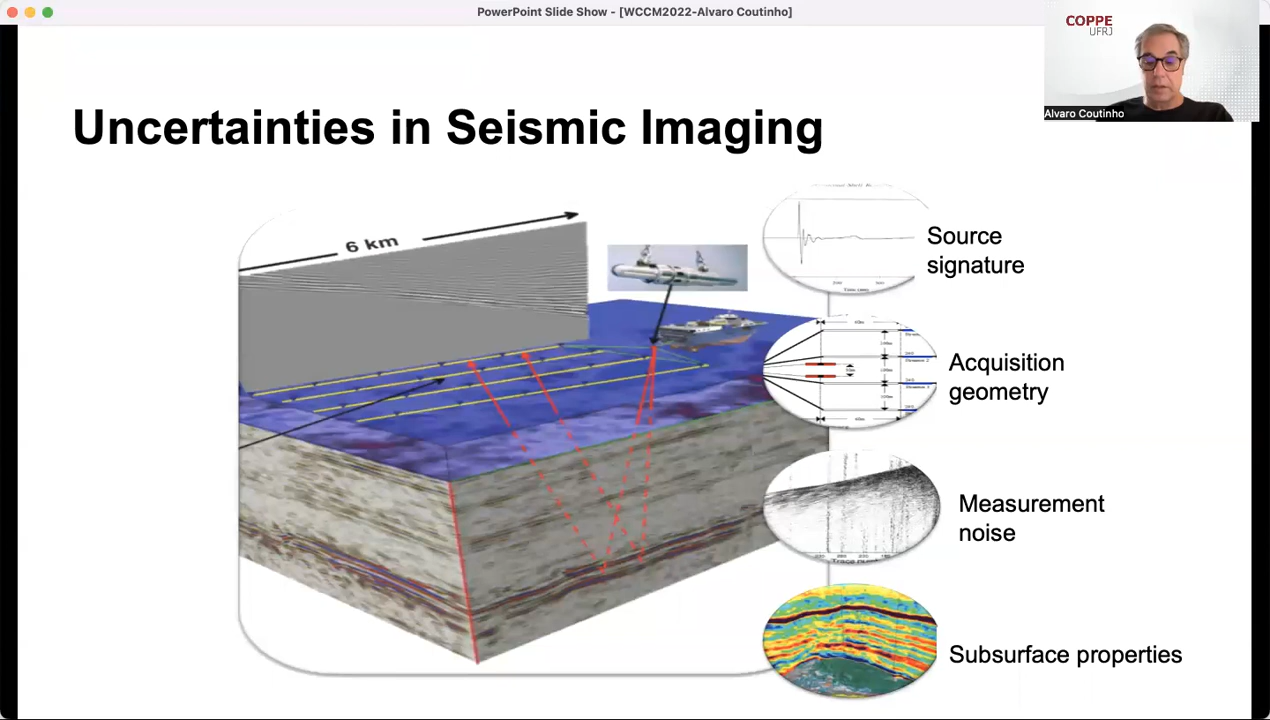 PowerPoint Slide Show - [WCCM2022-Alvaro Coutinho]
COPPE
UFRJ
Alvaro Coutinho
Uncertainties in Seismic Imaging
6 km
Source
signature
Acquisition
geometry
Measurement
noise
Subsurface properties